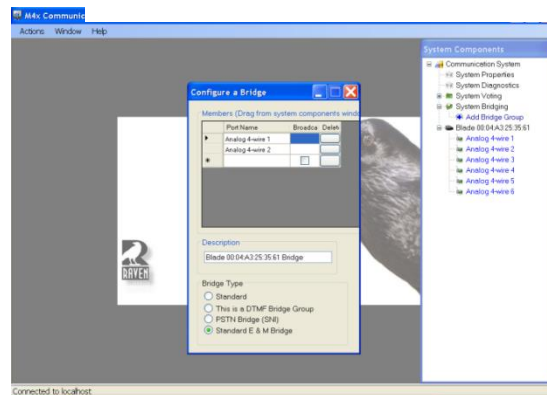 M4x Communic
Actions Window Help
System Components
Communication System
System Properties
System Diagnostics
System Voting
System Bridging
Add Bridge Group
Blade 00:04:A3:25:35:61
Analog 4-wire 1
Analog 4-wire 2
Analog 4-wire 3
Analog 4-wire 4
Analog 4-wire 5
Analog 4-wire 6
Configure a Bridge
Members (Drag from system components windo
Port Name Broadca Delete
Analog 4-wire 1
Analog 4-wire 2
Description
Blade 00:04:A3:25:35:61 Bridge
Bridge Type
Standard
This is a DTMF Bridge Group
PSTN Bridge (SNI)
Standard E & M Bridge
RAVEN
Connected to localhost